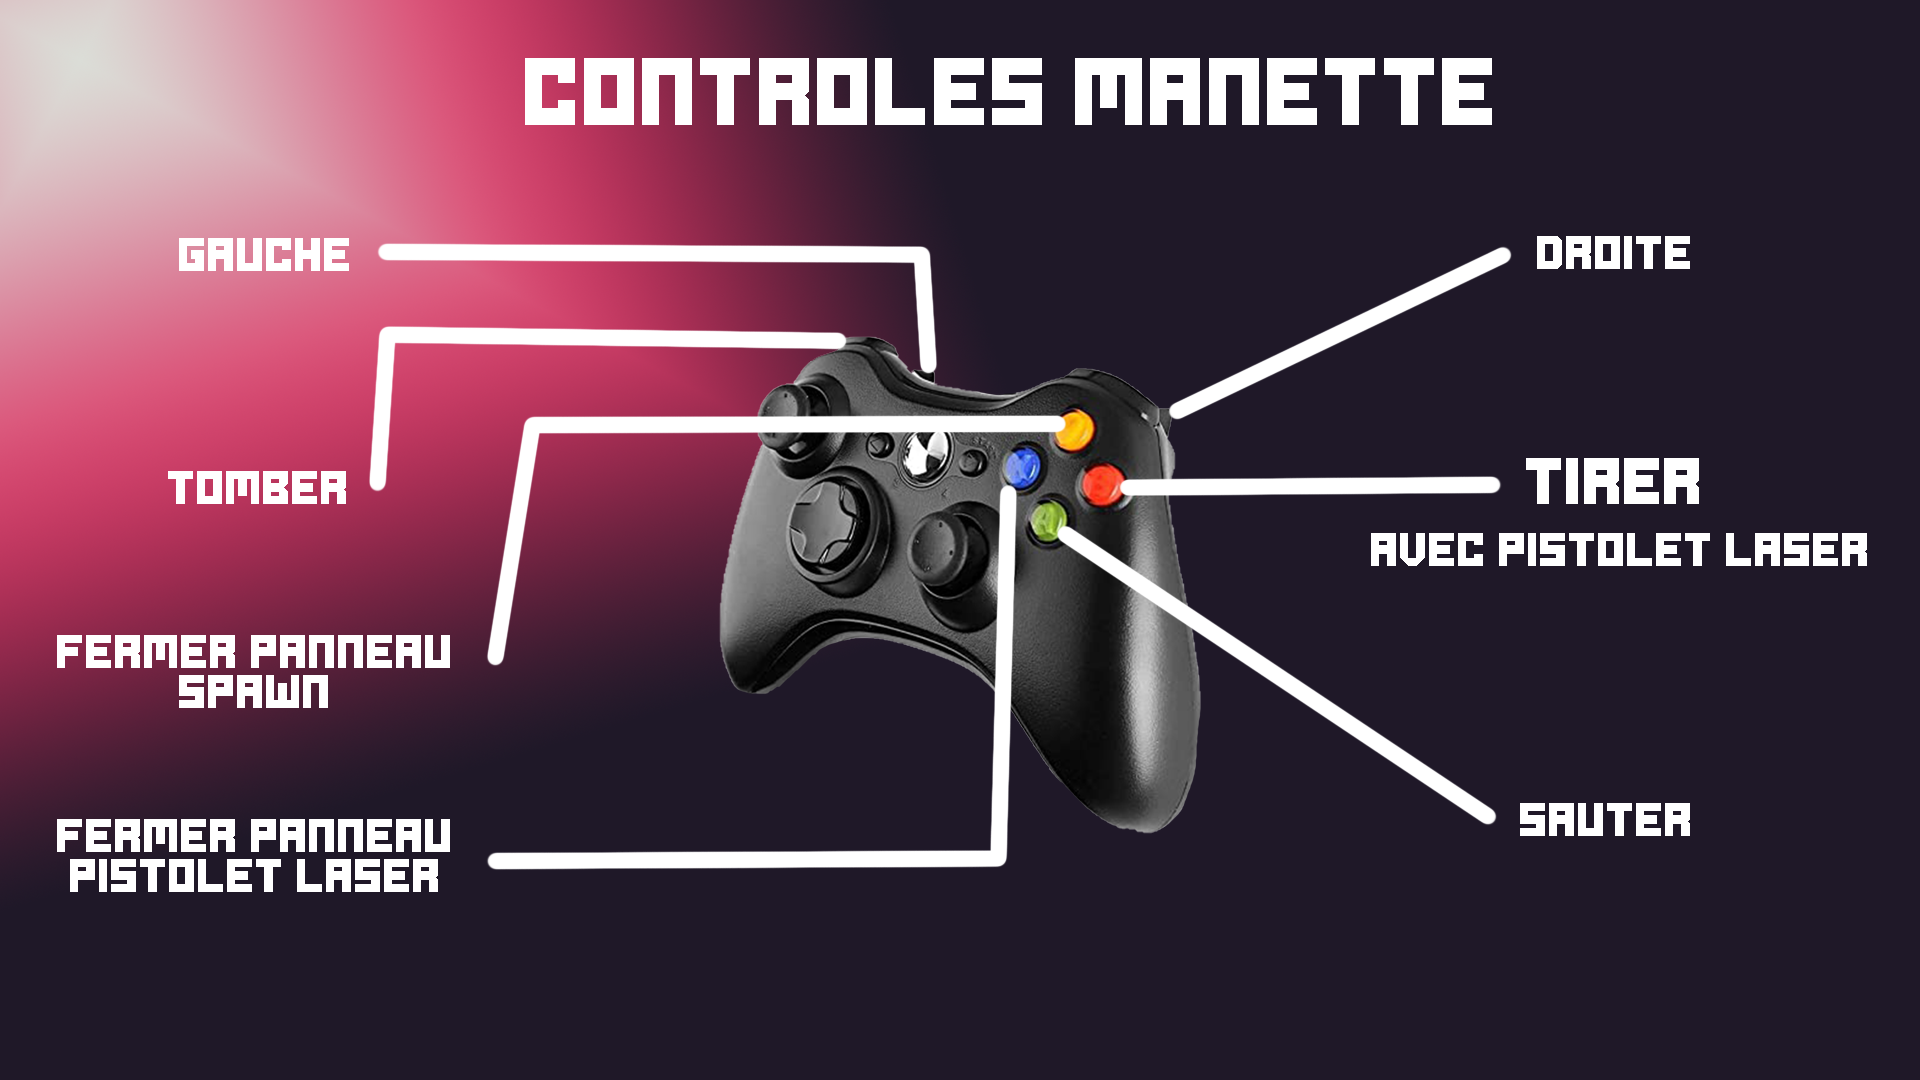 CONTROLES MANETTE
GAUCHE
DROITE
TOMBER
TIRER
AVEC PISTOLET LASER
FERMER PANNEAU
SPAWN
FERMER PANNEAU
PISTOLET LASER
SAUTER